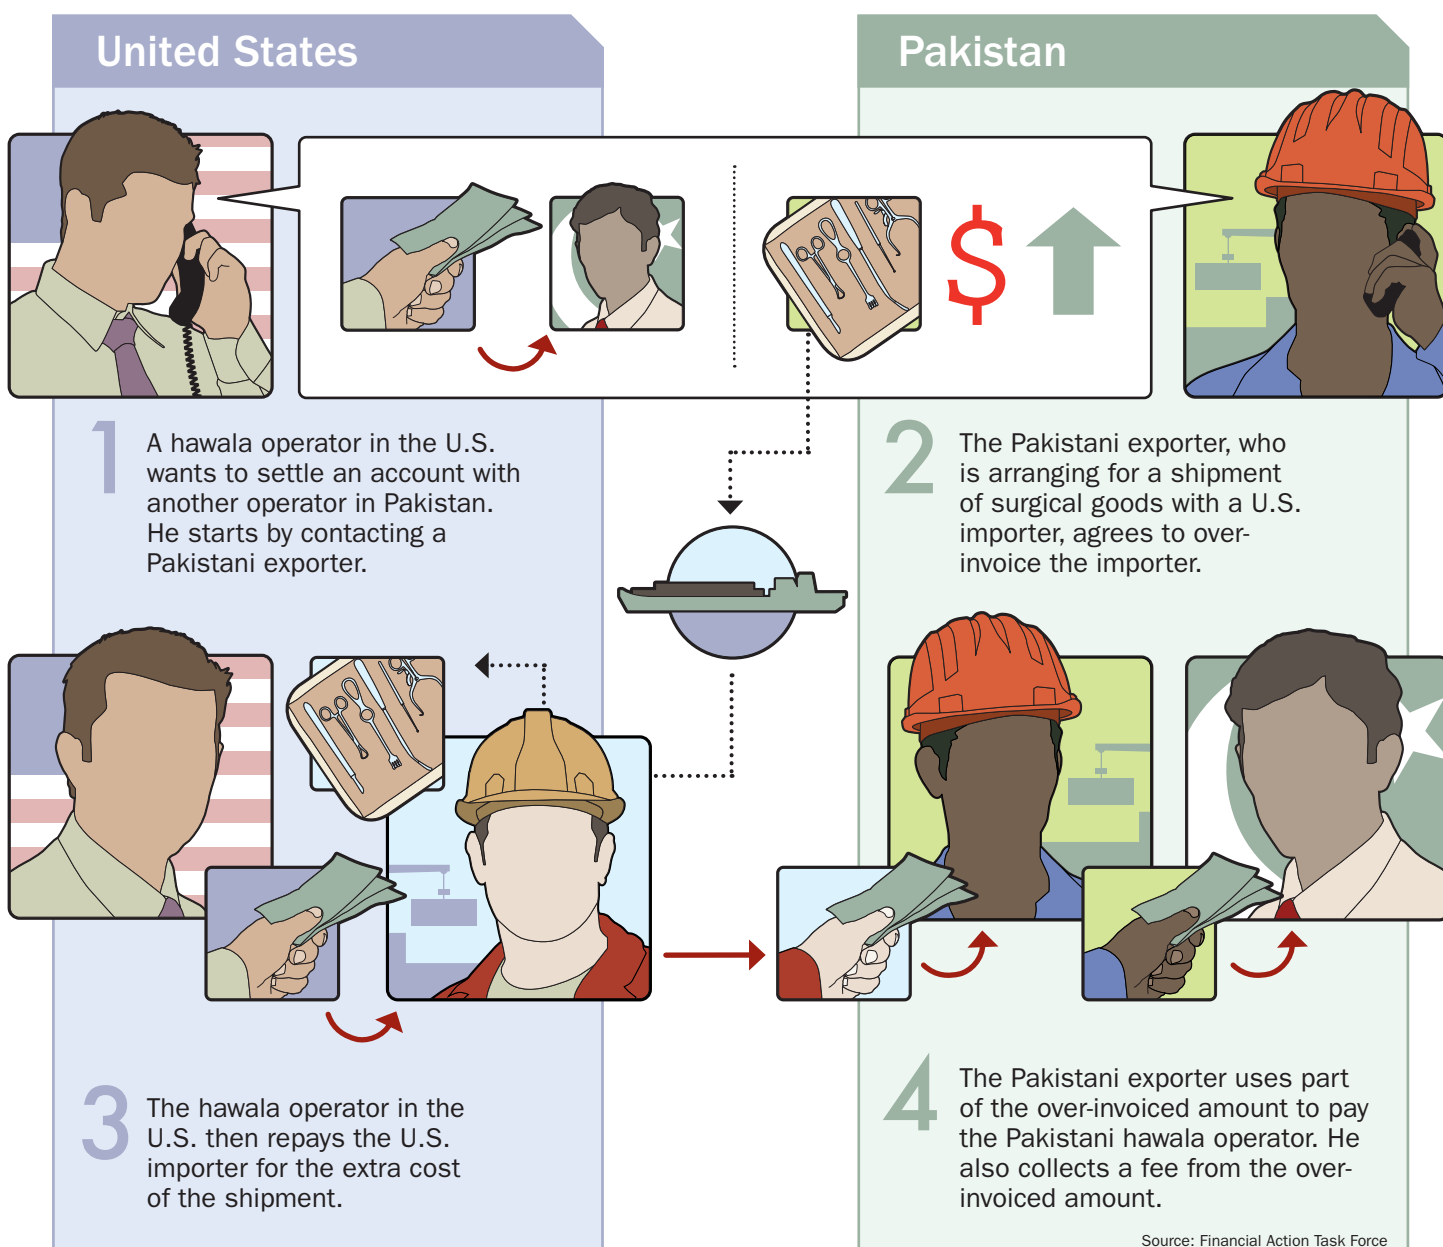 United States
Pakistan
1
A hawala operator in the U.S.
wants to settle an account with
another operator in Pakistan.
He starts by contacting a
Pakistani exporter.
$
2
The Pakistani exporter, who
is arranging for a shipment
of surgical goods with a U.S.
importer, agrees to over-
invoice the importer.
3
The hawala operator in the
U.S. then repays the U.S.
importer for the extra cost
of the shipment.
4
The Pakistani exporter uses part
of the over-invoiced amount to pay
the Pakistani hawala operator. He
also collects a fee from the over-
invoiced amount.
Source: Financial Action Task Force